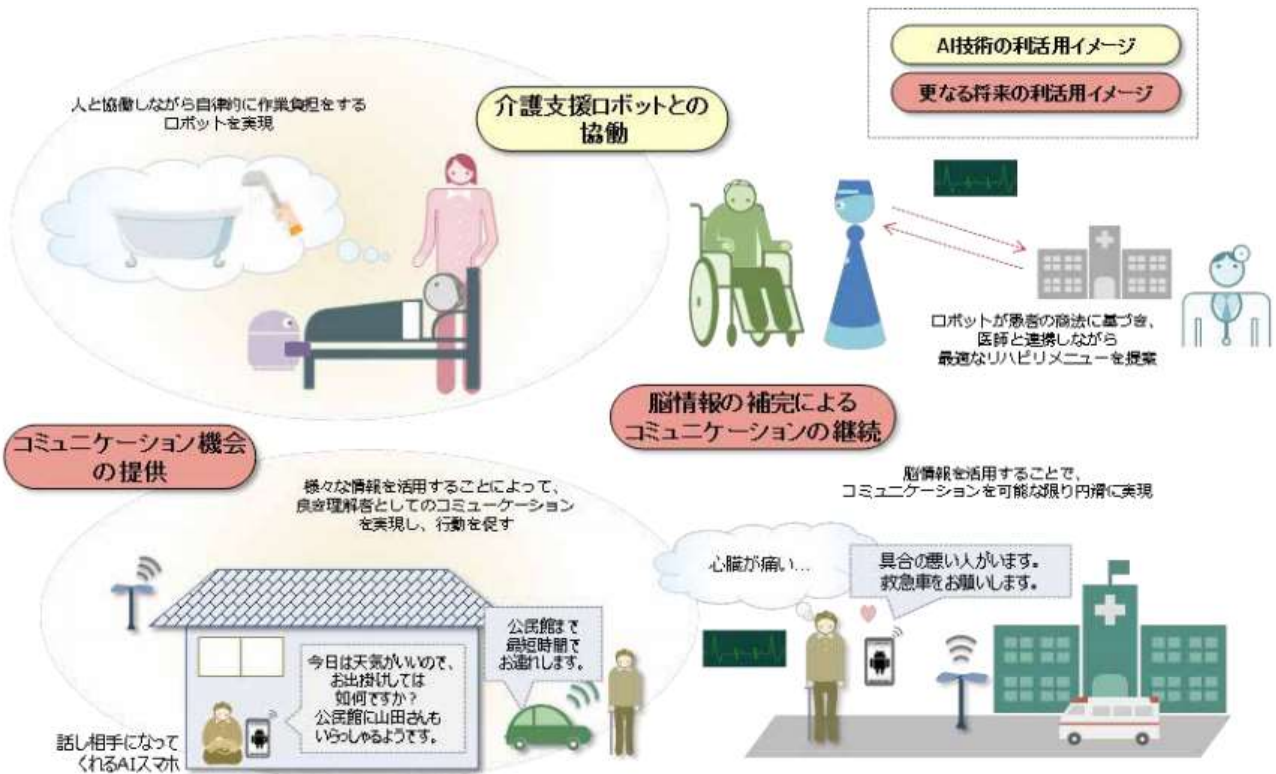 AI技術の利活用イメージ
更なる将来の利活用イメージ
人と協働しながら自律的に作業負担をする
ロボットを実現
介護支援ロボットとの
協働
ロボットが患者の商法に基づき、
医師と連携しながら
最適なリハビリメニューを提案
コミュニケーション機会
の提供
様々な情報を活用することによって、
良き理解者としてのコミューケーション
を実現し、行動を促す
公民館まで
最短時間で
お連れします。
今日は天気がいいので、
お出掛けしては
如何ですか？
公民館に山田さんも
いらっしゃるようです。
話し相手になって
くれるAIスマホ
脳情報の補完による
コミュニケーションの継続
脳情報を活用することで、
コミュニケーションを可能な限り円滑に実現
心臓が痛い…
具合の悪い人がいます。
救急車をお願いします。